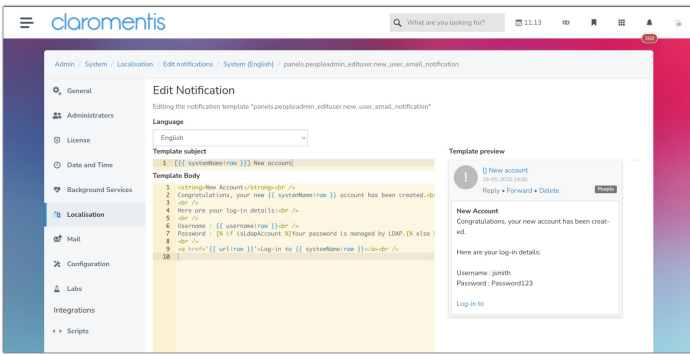 claromentis
What are you looking for?
11:13
368
Admin / System / Localisation / Edit notifications / System (English) / panels.peopleadmin_edituser.new_user_email_notification
General
Administrators
License
Date and Time
Background Services
Localisation
Mail
Configuration
Labs
Integrations
Scripts
Edit Notification
Editing the notification template "panels.peopleadmin_edituser.new_user_email_notification"
Language
English
Template subject
1 [{{ systemName|raw }}] New account
Template Body
1 <strong>New Account</strong><br />
2 Congratulations, your new {{ systemName|raw }} account has been created.<br
3 <br />
4 Here are your log-in details:<br />
5 <br />
6 Username : {{ username|raw }}<br />
7 Password : {% if isLdapAccount %}Your password is managed by LDAP.{% else
8 <br />
9 <a href='{{ url|raw }}'>Log-in to {{ systemName|raw }}</a><br />
10
Template preview
[] New account
29-05-2020 14:00
Reply • Forward • Delete
People
New Account
Congratulations, your new account has been creat-
ed.
Here are your log-in details:
Username : jsmith
Password : Password123
Log-in to